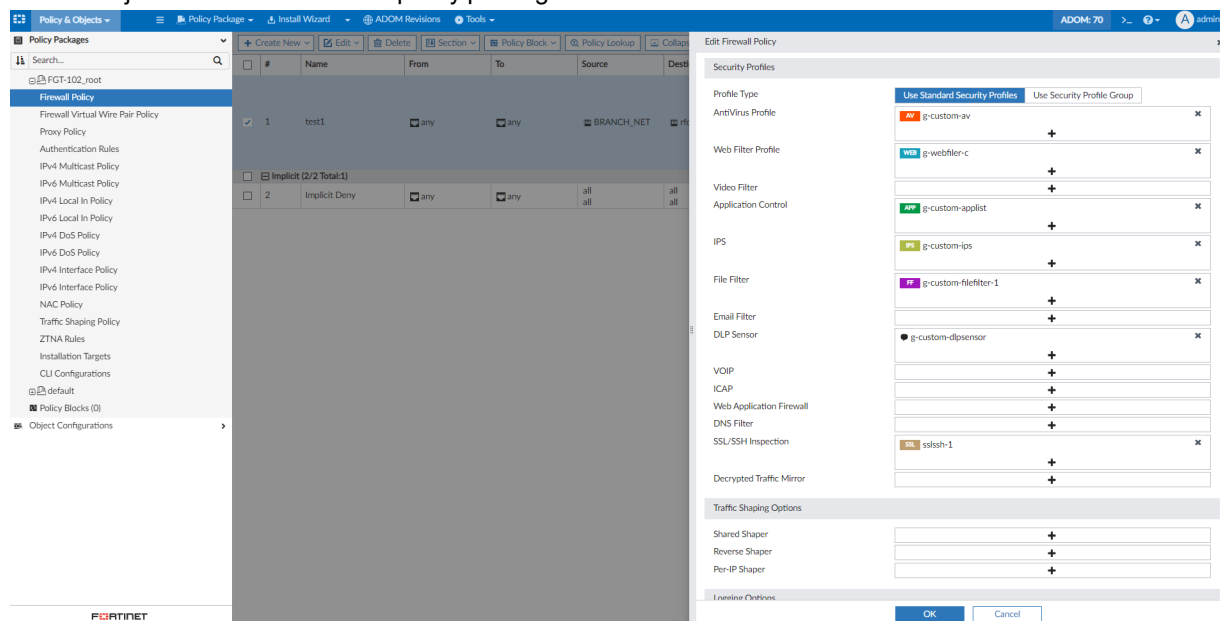 Policy & Objects
Policy Package
Install Wizard
ADOM Revisions
Tools
ADOM: 70
>_
A admin
Policy Packages
Search...
FGT-102_root
Firewall Policy
Firewall Virtual Wire Pair Policy
Proxy Policy
Authentication Rules
IPv4 Multicast Policy
IPv6 Multicast Policy
IPv4 Local In Policy
IPv6 Local In Policy
IPv4 DoS Policy
IPv6 DoS Policy
IPv4 Interface Policy
IPv6 Interface Policy
NAC Policy
Traffic Shaping Policy
ZTNA Rules
Installation Targets
CLI Configurations
default
Policy Blocks (0)
Object Configurations
FORTINET
Create New Edit Delete Section Policy Block Policy Lookup Collaps
# Name From To Source Desti
1 test1 any any BRANCH_NET rfc
Implicit (2/2 Total:1)
2 Implicit Deny any any all all
all all
Edit Firewall Policy
Security Profiles
Profile Type Use Standard Security Profiles Use Security Profile Group
AntiVirus Profile AV g-custom-av
Web Filter Profile WEB g-webfiler-c
Video Filter
Application Control APP g-custom-applist
IPS IPS g-custom-ips
File Filter FF g-custom-filefilter-1
Email Filter
DLP Sensor g-custom-dlpsensor
VOIP
ICAP
Web Application Firewall
DNS Filter
SSL/SSH Inspection SSL sslssh-1
Decrypted Traffic Mirror
Traffic Shaping Options
Shared Shaper
Reverse Shaper
Per-IP Shaper
Logging Options
OK Cancel